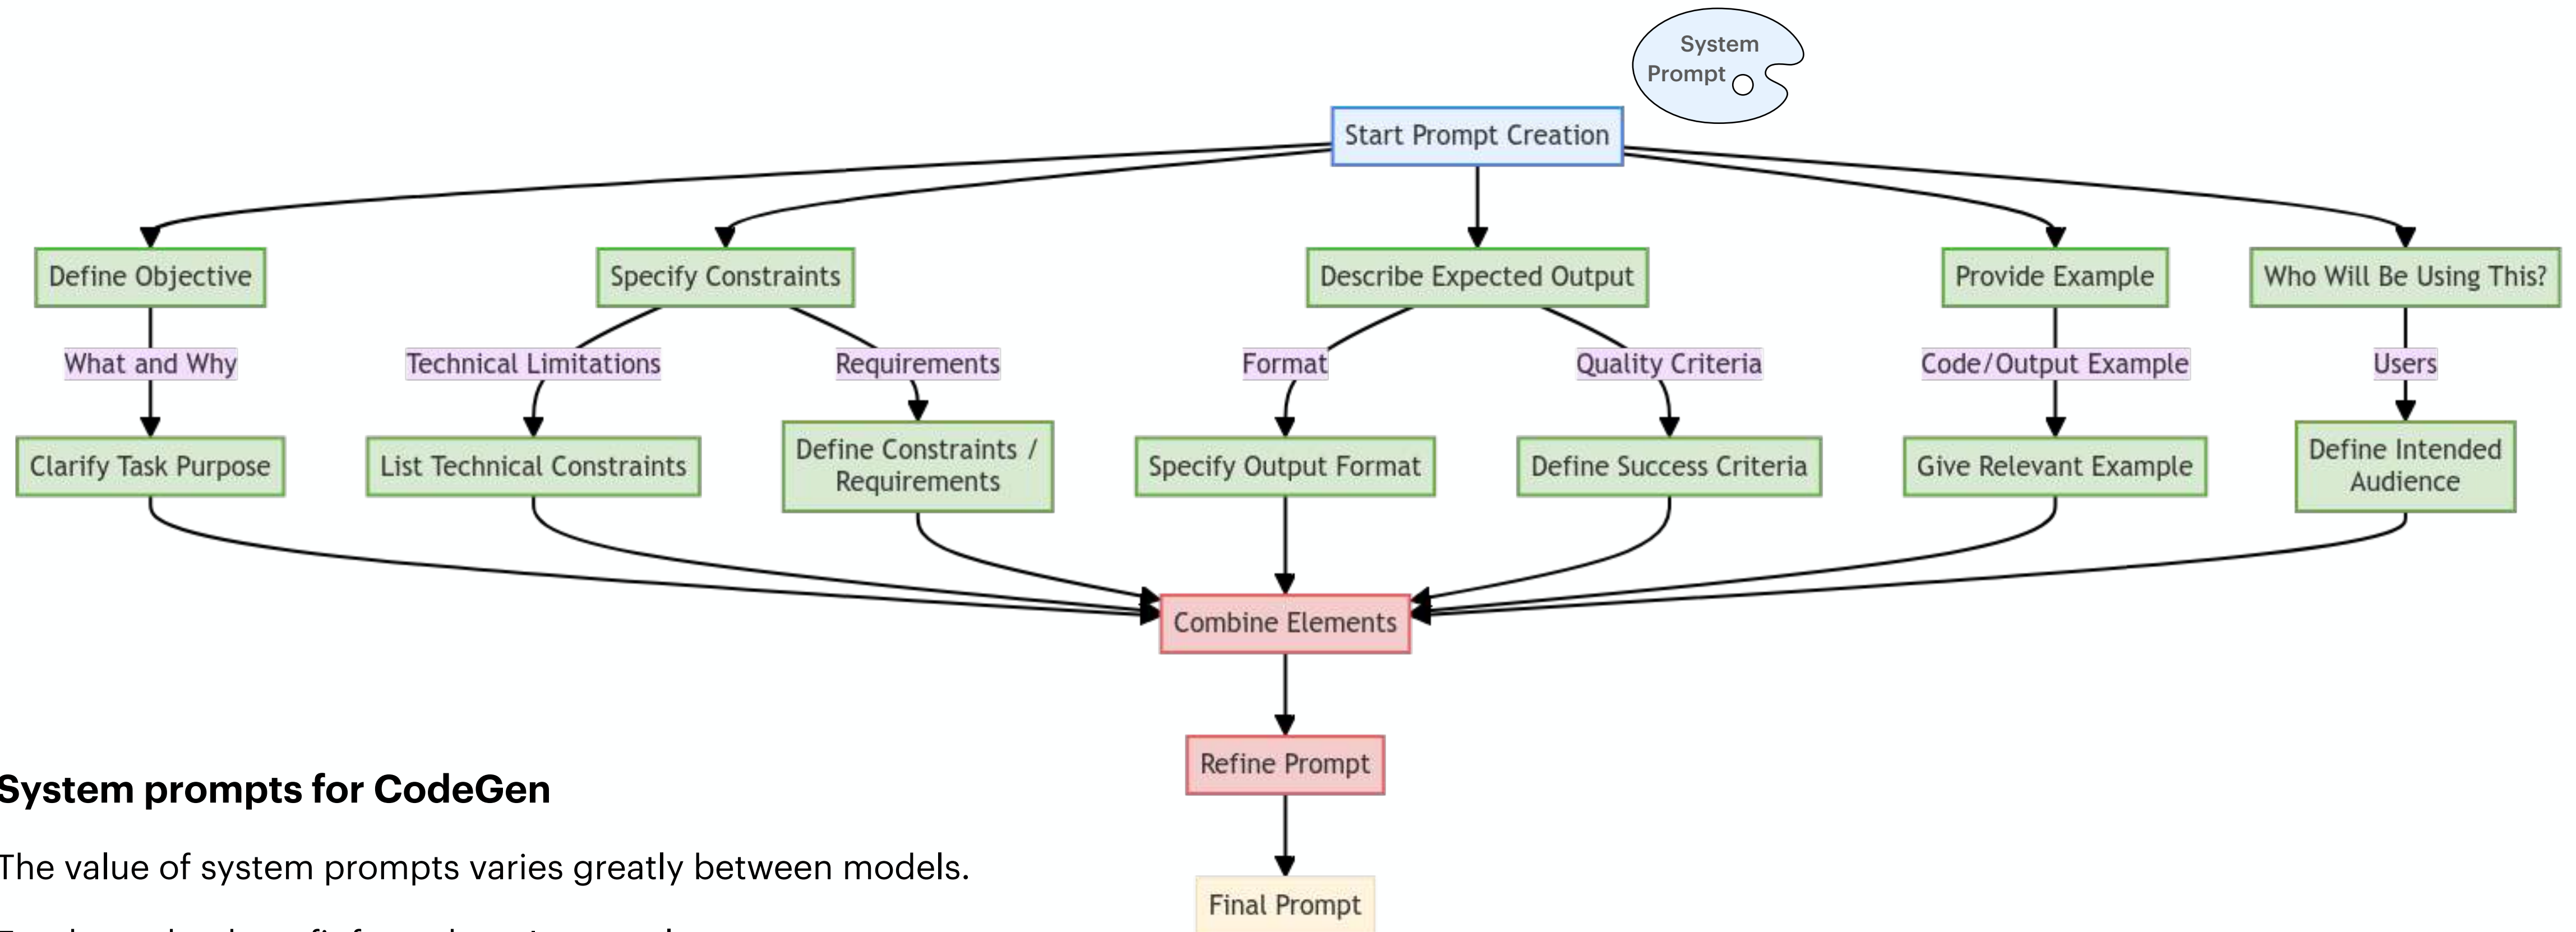 System
Prompt
Start Prompt Creation
Define Objective
Specify Constraints
Describe Expected Output
Provide Example
Who Will Be Using This?
What and Why
Technical Limitations
Requirements
Format
Quality Criteria
Code/Output Example
Users
Clarify Task Purpose
List Technical Constraints
Define Constraints /
Requirements
Specify Output Format
Define Success Criteria
Give Relevant Example
Define Intended
Audience
Combine Elements
Refine Prompt
System prompts for CodeGen
The value of system prompts varies greatly between models.
Final Prompt